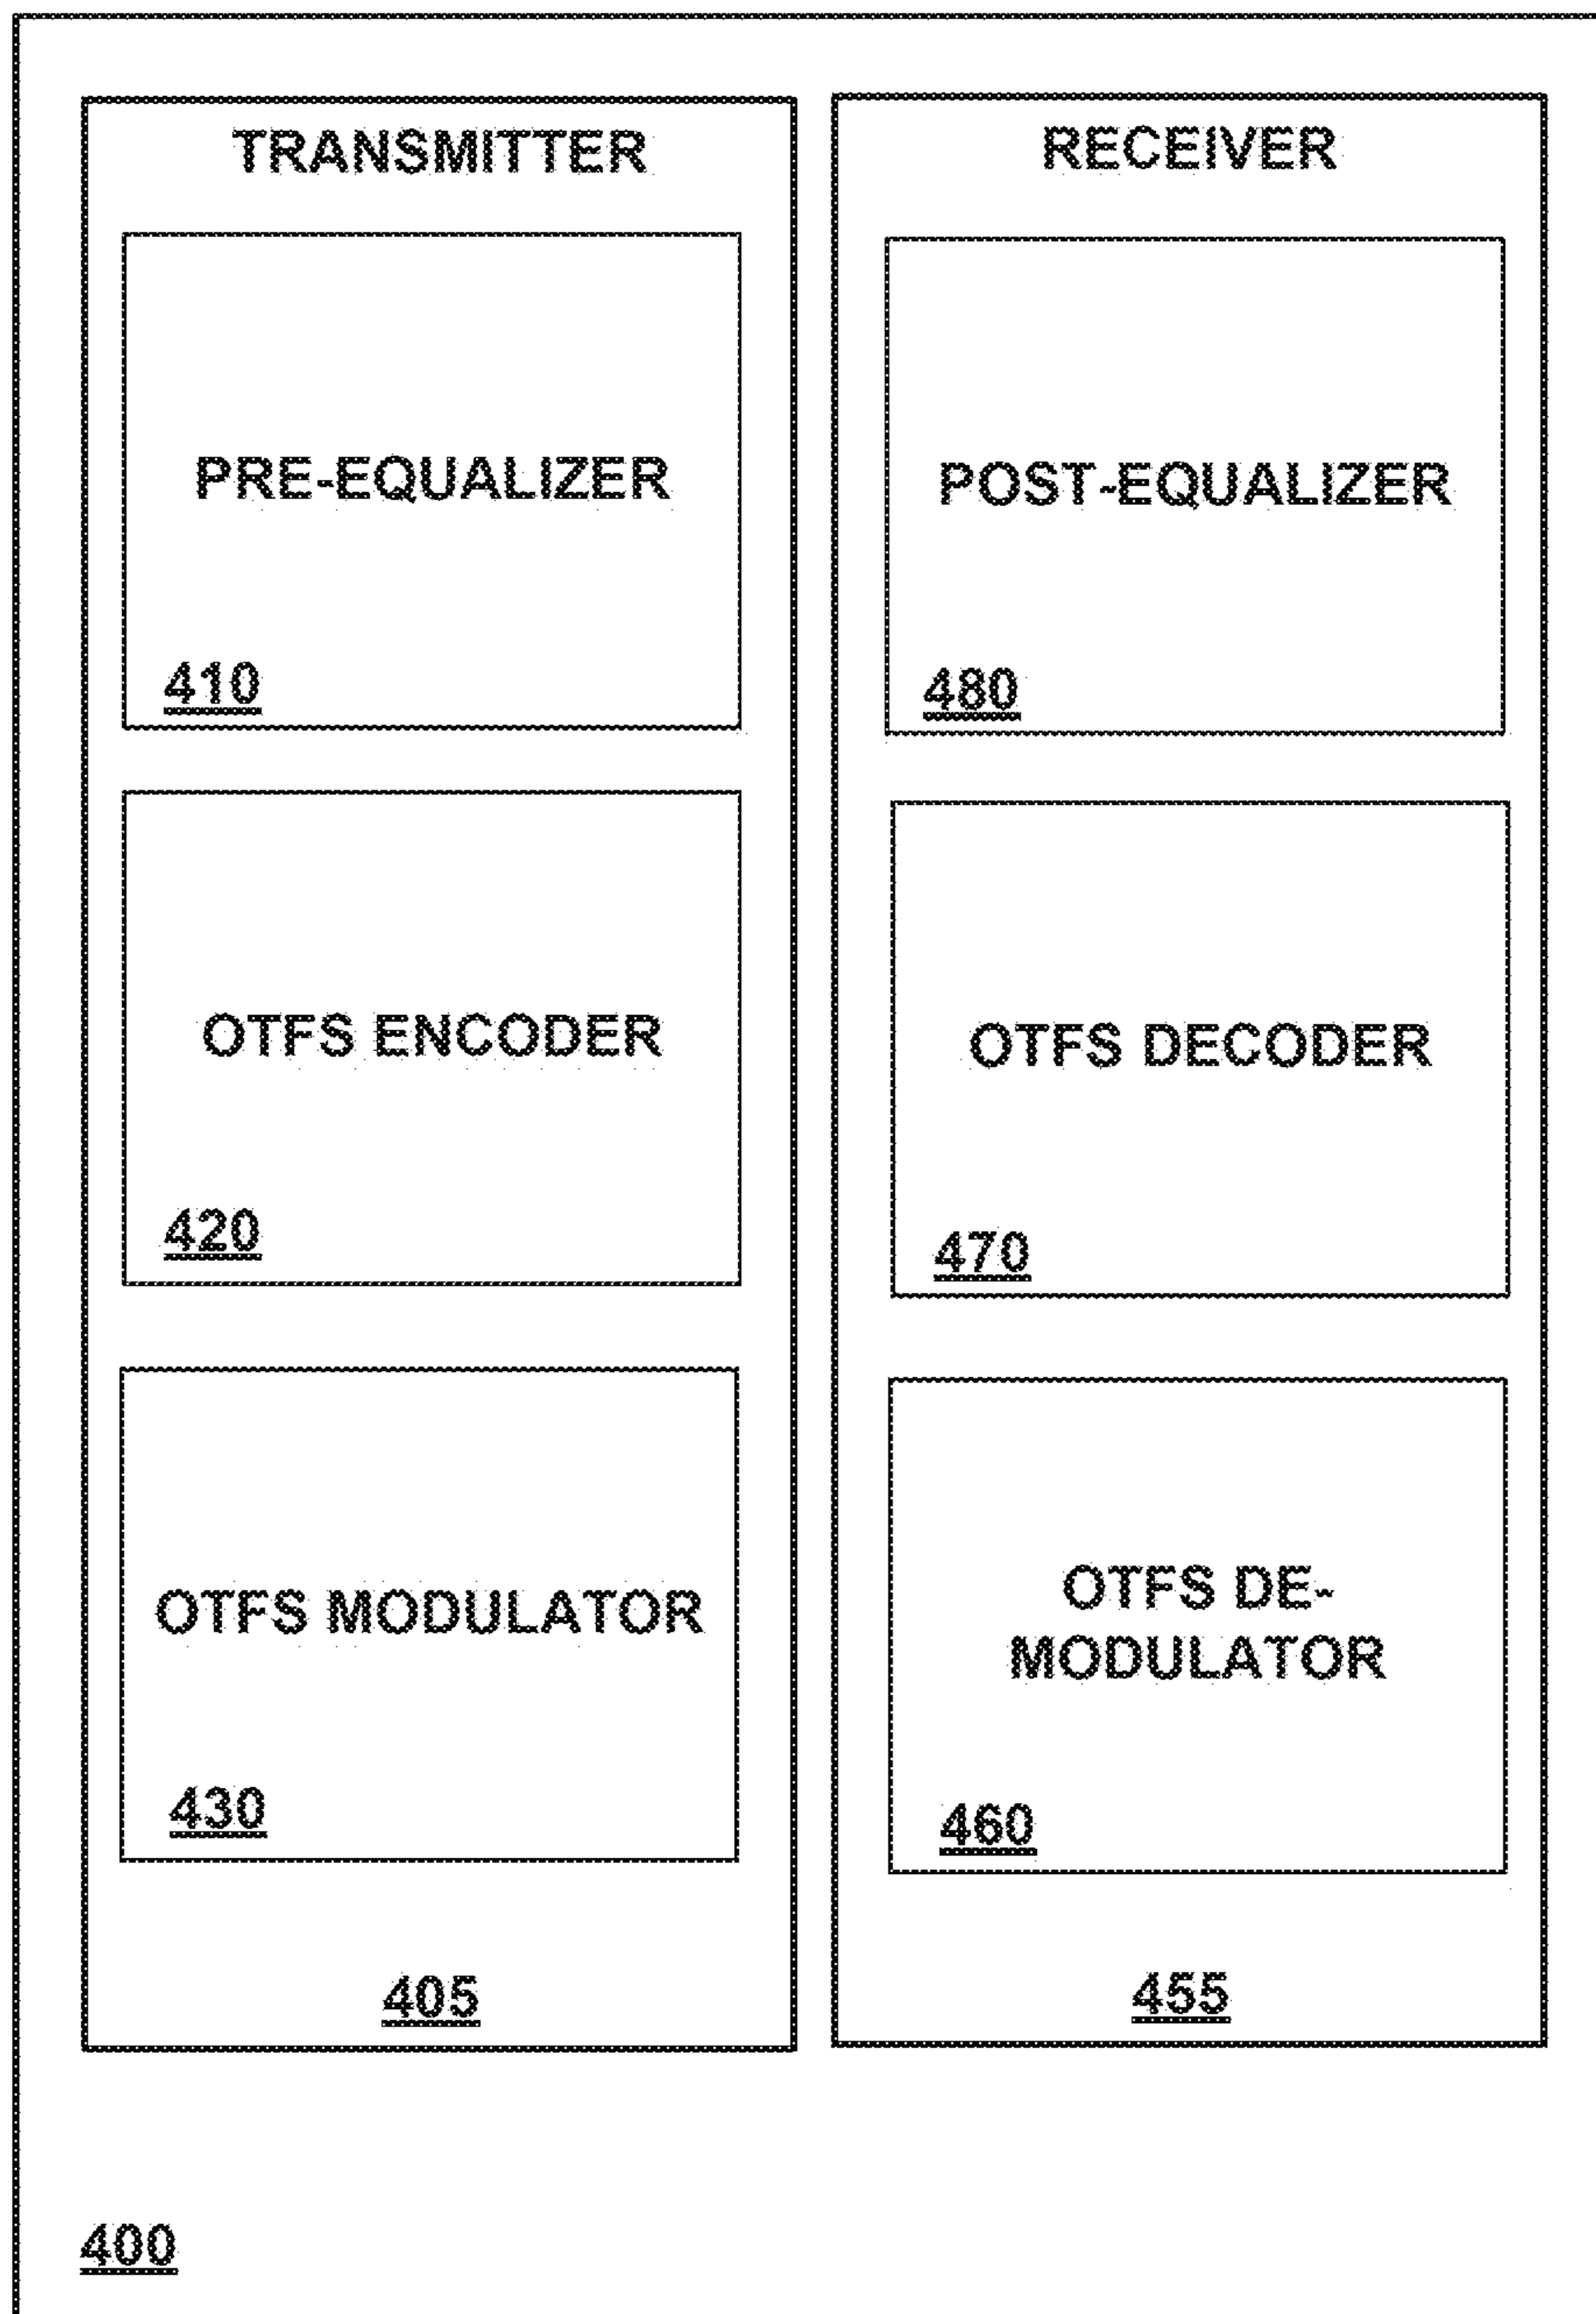 TRANSMITTER
PRE-EQUALIZER
410
OTFS ENCODER
420
OTFS MODULATOR
430
405
RECEIVER
POST-EQUALIZER
480
OTFS DECODER
470
OTFS DE-
MODULATOR
460
455
400